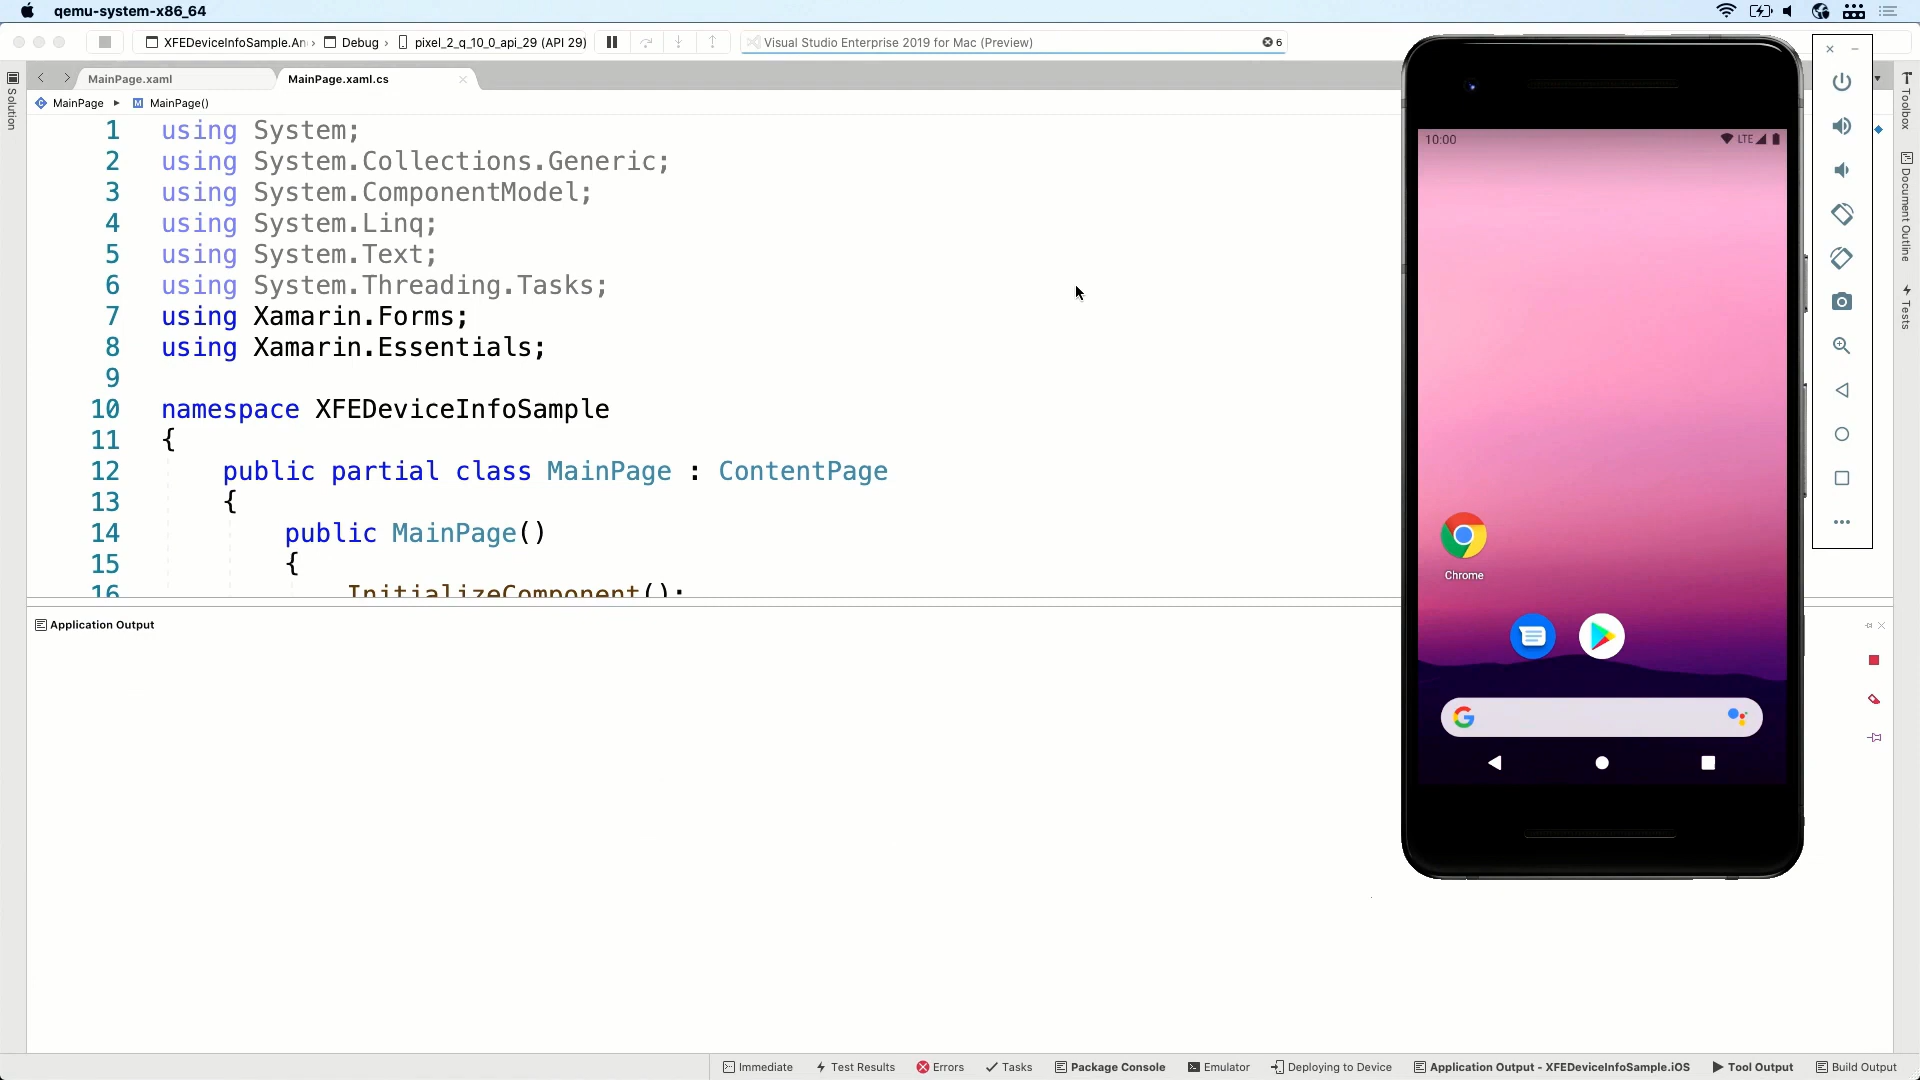 qemu-system-x86_64
XFEDeviceInfoSample.An › Debug › pixel_2_q_10_0_api_29 (API 29)
Visual Studio Enterprise 2019 for Mac (Preview)
6
MainPage.xaml
MainPage.xaml.cs
MainPage
MainPage()
Solution
1 using System;
2 using System.Collections.Generic;
3 using System.ComponentModel;
4 using System.Linq;
5 using System.Text;
6 using System.Threading.Tasks;
7 using Xamarin.Forms;
8 using Xamarin.Essentials;
9
10 namespace XFEDeviceInfoSample
11 {
12 public partial class MainPage : ContentPage
13 {
14 public MainPage()
15 {
16 InitializeComponent();
10:00
LTE
Chrome
Toolbox
Document Outline
Tests
Application Output
Immediate
Test Results
Errors
Tasks
Package Console
Emulator
Deploying to Device
Application Output - XFEDeviceInfoSample.iOS
Tool Output
Build Output